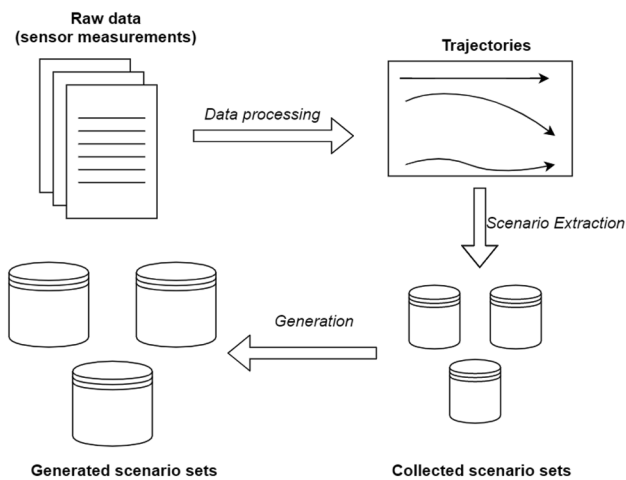 Raw data
(sensor measurements)
Trajectories
Data processing
Scenario Extraction
Generation
Generated scenario sets
Collected scenario sets